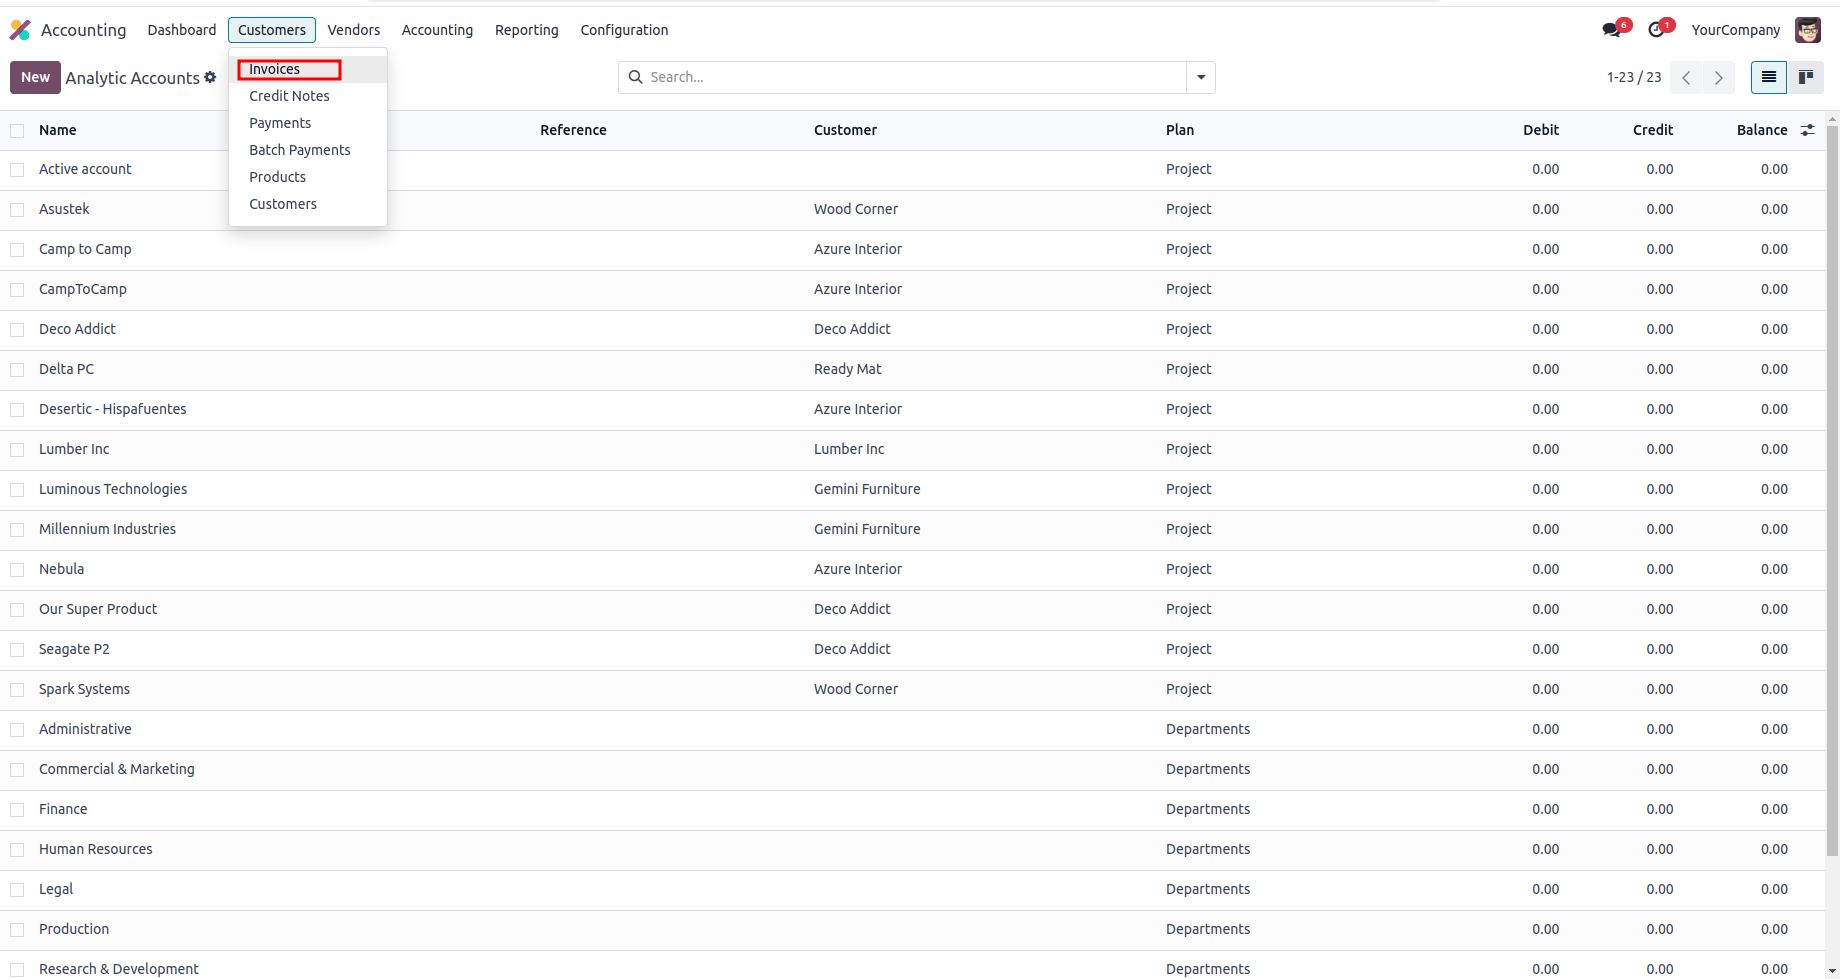 Accounting Dashboard Customers Vendors Accounting Reporting Configuration 6 1 YourCompany
New Analytic Accounts Search... 1-23 / 23
Invoices
Credit Notes
Payments
Batch Payments
Products
Customers
Name Reference Customer Plan Debit Credit Balance
Active account Project 0.00 0.00 0.00
Asustek Wood Corner Project 0.00 0.00 0.00
Camp to Camp Azure Interior Project 0.00 0.00 0.00
CampToCamp Azure Interior Project 0.00 0.00 0.00
Deco Addict Deco Addict Project 0.00 0.00 0.00
Delta PC Ready Mat Project 0.00 0.00 0.00
Desertic - Hispafuentes Azure Interior Project 0.00 0.00 0.00
Lumber Inc Lumber Inc Project 0.00 0.00 0.00
Luminous Technologies Gemini Furniture Project 0.00 0.00 0.00
Millennium Industries Gemini Furniture Project 0.00 0.00 0.00
Nebula Azure Interior Project 0.00 0.00 0.00
Our Super Product Deco Addict Project 0.00 0.00 0.00
Seagate P2 Deco Addict Project 0.00 0.00 0.00
Spark Systems Wood Corner Project 0.00 0.00 0.00
Administrative Departments 0.00 0.00 0.00
Commercial & Marketing Departments 0.00 0.00 0.00
Finance Departments 0.00 0.00 0.00
Human Resources Departments 0.00 0.00 0.00
Legal Departments 0.00 0.00 0.00
Production Departments 0.00 0.00 0.00
Research & Development Departments 0.00 0.00 0.00